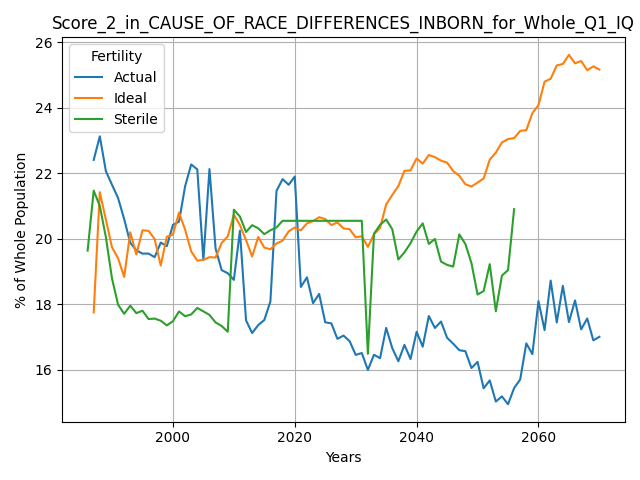 Score_2_in_CAUSE_OF_RACE_DIFFERENCES_INBORN_for_Whole_Q1_IQ
26
24
22
20
18
16
% of Whole Population
Fertility
Actual
Ideal
Sterile
2000 2020 2040 2060
Years